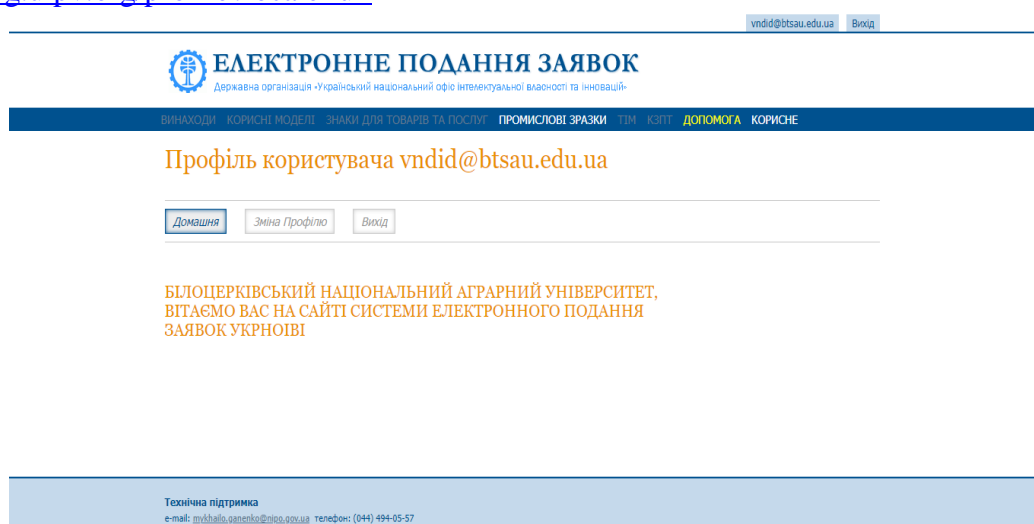 vndid@btsau.edu.ua Вихід
ЕЛЕКТРОННЕ ПОДАННЯ ЗАЯВОК
Державна організація «Український національний офіс інтелектуальної власності та інновацій»
ВИНАХОДИ КОРИСНІ МОДЕЛІ ЗНАКИ ДЛЯ ТОВАРІВ ТА ПОСЛУГ ПРОМИСЛОВІ ЗРАЗКИ ТІМ КЗПТ ДОПОМОГА КОРИСНЕ
Профіль користувача vndid@btsau.edu.ua
Домашня Зміна Профілю Вихід
БІЛОЦЕРКІВСЬКИЙ НАЦІОНАЛЬНИЙ АГРАРНИЙ УНІВЕРСИТЕТ,
ВІТАЄМО ВАС НА САЙТІ СИСТЕМИ ЕЛЕКТРОННОГО ПОДАННЯ
ЗАЯВОК УКРНОІВІ
Технічна підтримка
e-mail: mykhailo.ganenko@nipo.gov.ua телефон: (044) 494-05-57